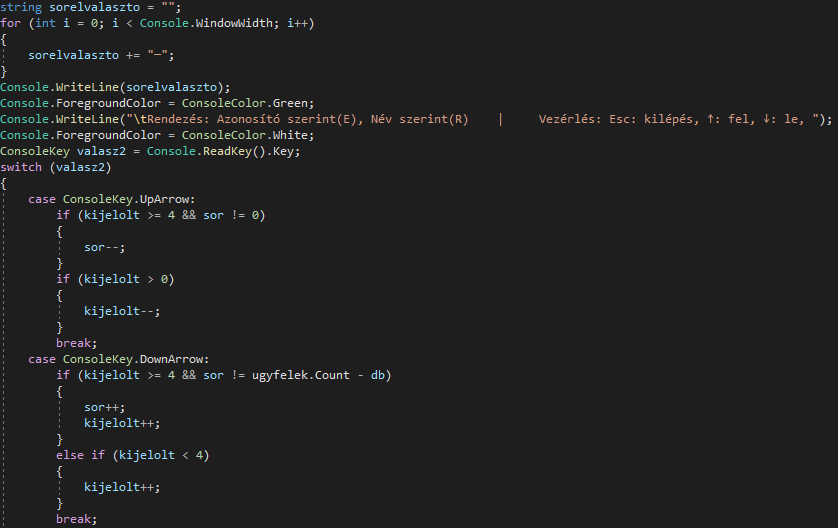 string sorelvalaszto = "";
for (int i = 0; i < Console.WindowWidth; i++)
{
    sorelvalaszto += "─";
}
Console.WriteLine(sorelvalaszto);
Console.ForegroundColor = ConsoleColor.Green;
Console.WriteLine("\tRendezés: Azonosító szerint(E), Név szerint(R)    |     Vezérlés: Esc: kilépés, ↑: fel, ↓: le, ");
Console.ForegroundColor = ConsoleColor.White;
ConsoleKey valasz2 = Console.ReadKey().Key;
switch (valasz2)
{
    case ConsoleKey.UpArrow:
        if (kijelolt >= 4 && sor != 0)
        {
            sor--;
        }
        if (kijelolt > 0)
        {
            kijelolt--;
        }
        break;
    case ConsoleKey.DownArrow:
        if (kijelolt >= 4 && sor != ugyfelek.Count - db)
        {
            sor++;
            kijelolt++;
        }
        else if (kijelolt < 4)
        {
            kijelolt++;
        }
        break;